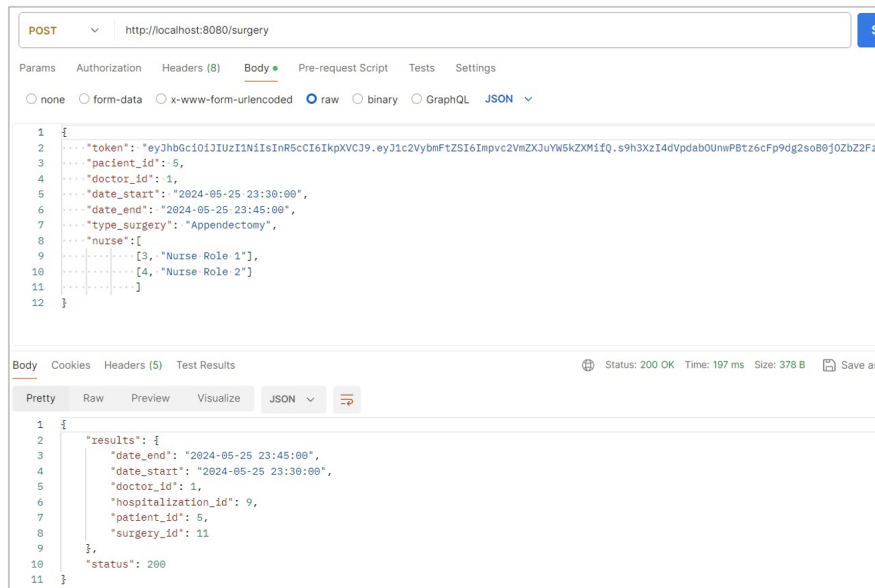 POST http://localhost:8080/surgery
Params Authorization Headers (8) Body Pre-request Script Tests Settings
none form-data x-www-form-urlencoded raw binary GraphQL JSON
1 {
2 "token": "eyJhbGciOiJIUzI1NiIsInR5cCI6IkpXVCJ9.eyJ1c2VybmFtZSI6Impvc2VmZXJuYW5kZXMifQ.s9h3XzI4dVpdabOUnwPBtz6cFp9dg2soB0jOZbZ2Fz
3 "pacient_id": 5,
4 "doctor_id": 1,
5 "date_start": "2024-05-25 23:30:00",
6 "date_end": "2024-05-25 23:45:00",
7 "type_surgery": "Appendectomy",
8 "nurse":[
9 [3, "Nurse Role 1"],
10 [4, "Nurse Role 2"]
11 ]
12 }
Body Cookies Headers (5) Test Results Status: 200 OK Time: 197 ms Size: 378 B Save as
Pretty Raw Preview Visualize JSON
1 {
2 "results": {
3 "date_end": "2024-05-25 23:45:00",
4 "date_start": "2024-05-25 23:30:00",
5 "doctor_id": 1,
6 "hospitalization_id": 9,
7 "patient_id": 5,
8 "surgery_id": 11
9 },
10 "status": 200
11 }